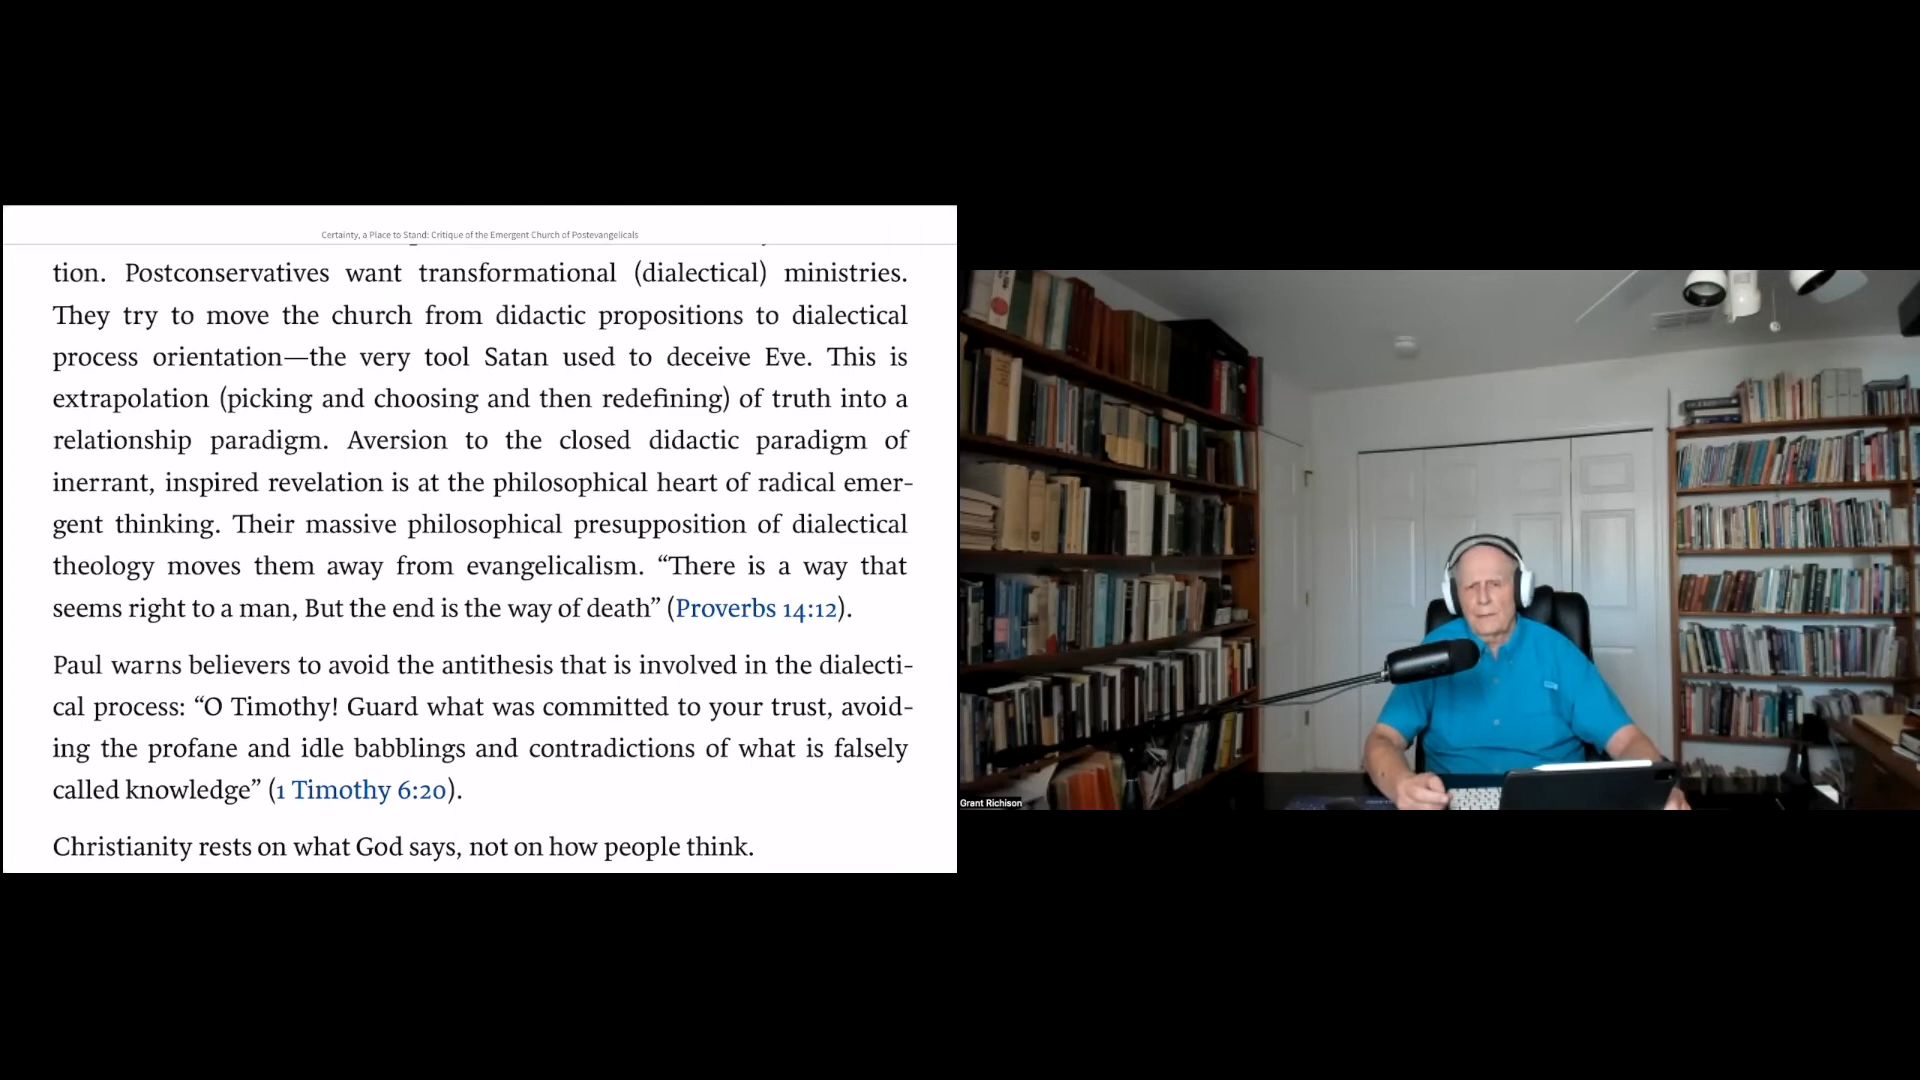 Certainty, a Place to Stand: Critique of the Emergent Church of Postevangelicals
tion. Postconservatives want transformational (dialectical) ministries.
They try to move the church from didactic propositions to dialectical
process orientation—the very tool Satan used to deceive Eve. This is
extrapolation (picking and choosing and then redefining) of truth into a
relationship paradigm. Aversion to the closed didactic paradigm of
inerrant, inspired revelation is at the philosophical heart of radical emer-
gent thinking. Their massive philosophical presupposition of dialectical
theology moves them away from evangelicalism. “There is a way that
seems right to a man, But the end is the way of death” (Proverbs 14:12).
Paul warns believers to avoid the antithesis that is involved in the dialecti-
cal process: “O Timothy! Guard what was committed to your trust, avoid-
ing the profane and idle babblings and contradictions of what is falsely
called knowledge” (1 Timothy 6:20).
Christianity rests on what God says, not on how people think.
Grant Richison